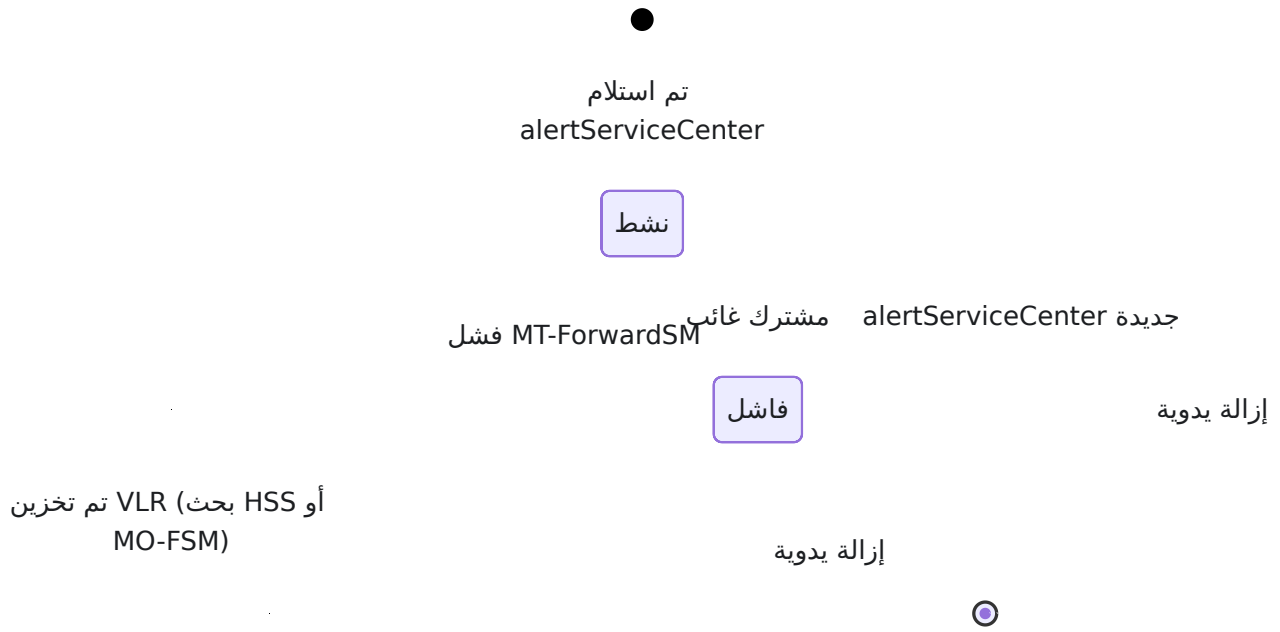 تم استلام
alertServiceCenter
نشط
جديدة alertServiceCenter
مشترك غائب
فشل MT-ForwardSM
فاشل
إزالة يدوية
تم تخزين VLR (بحث HSS أو
MO-FSM)
إزالة يدوية